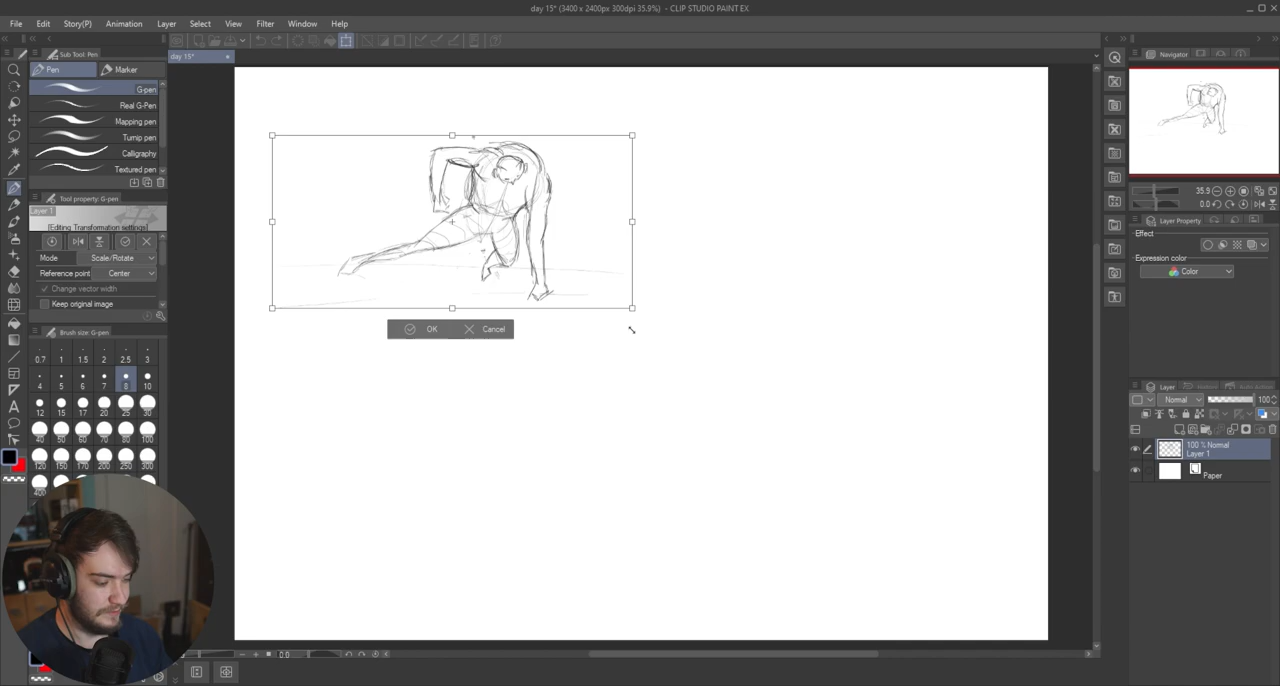 day 15* (3400 x 2400px 300dpi 35.9%) - CLIP STUDIO PAINT EX
File Edit Story(P) Animation Layer Select View Filter Window Help
Sub Tool: Pen
day 15*
Navigator
Pen Marker
G-pen
Real G-Pen
Mapping pen
Turnip pen
Calligraphy
Textured pen
Tool property: G-pen
Layer 1
[Editing Transformation settings]
Mode Scale/Rotate
Reference point Center
Change vector width
Keep original image
Brush size: G-pen
0.7 1 1.5 2 2.5 3
4 5 6 7 8 10
12 15 17 20 25 30
40 50 60 70 80 100
120 150 170 200 250 300
400
OK Cancel
35.9
0.0
Layer Property
Effect
Expression color
Color
Layer
Normal 100
100 % Normal
Layer 1
Paper
0.0